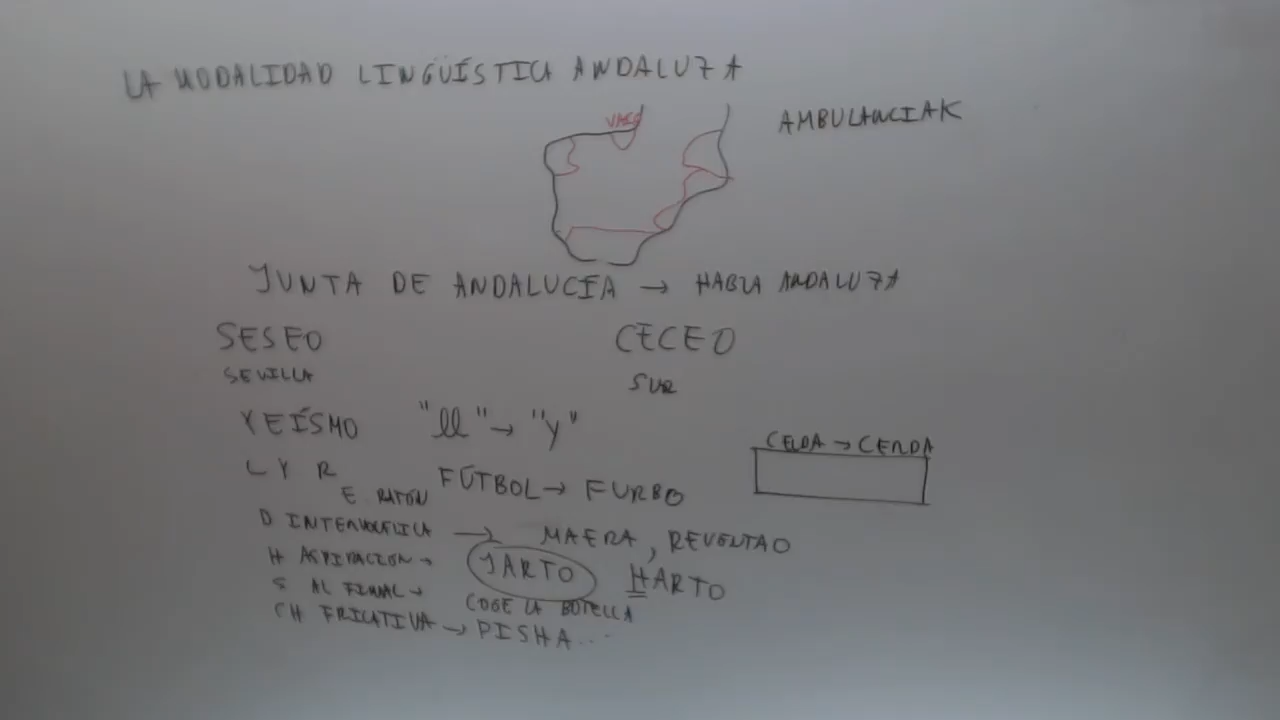 LA MODALIDAD LINGÜÍSTICA ANDALUZA
VASCO
AMBULANCIAK
JUNTA DE ANDALUCÍA → HABLA ANDALUZA
SESEO CECEO
SEVILLA SUR
YEÍSMO "ll" → "y"
CELDA → CERDA
L Y R FÚTBOL → FURBO
E RATÓN
D INTERVOCÁLICA → MAERA, REVENTAO
H ASPIRACIÓN → JARTO HARTO
S AL FINAL → COGE LA BOTELLA
CH FRICATIVA → PISHA...